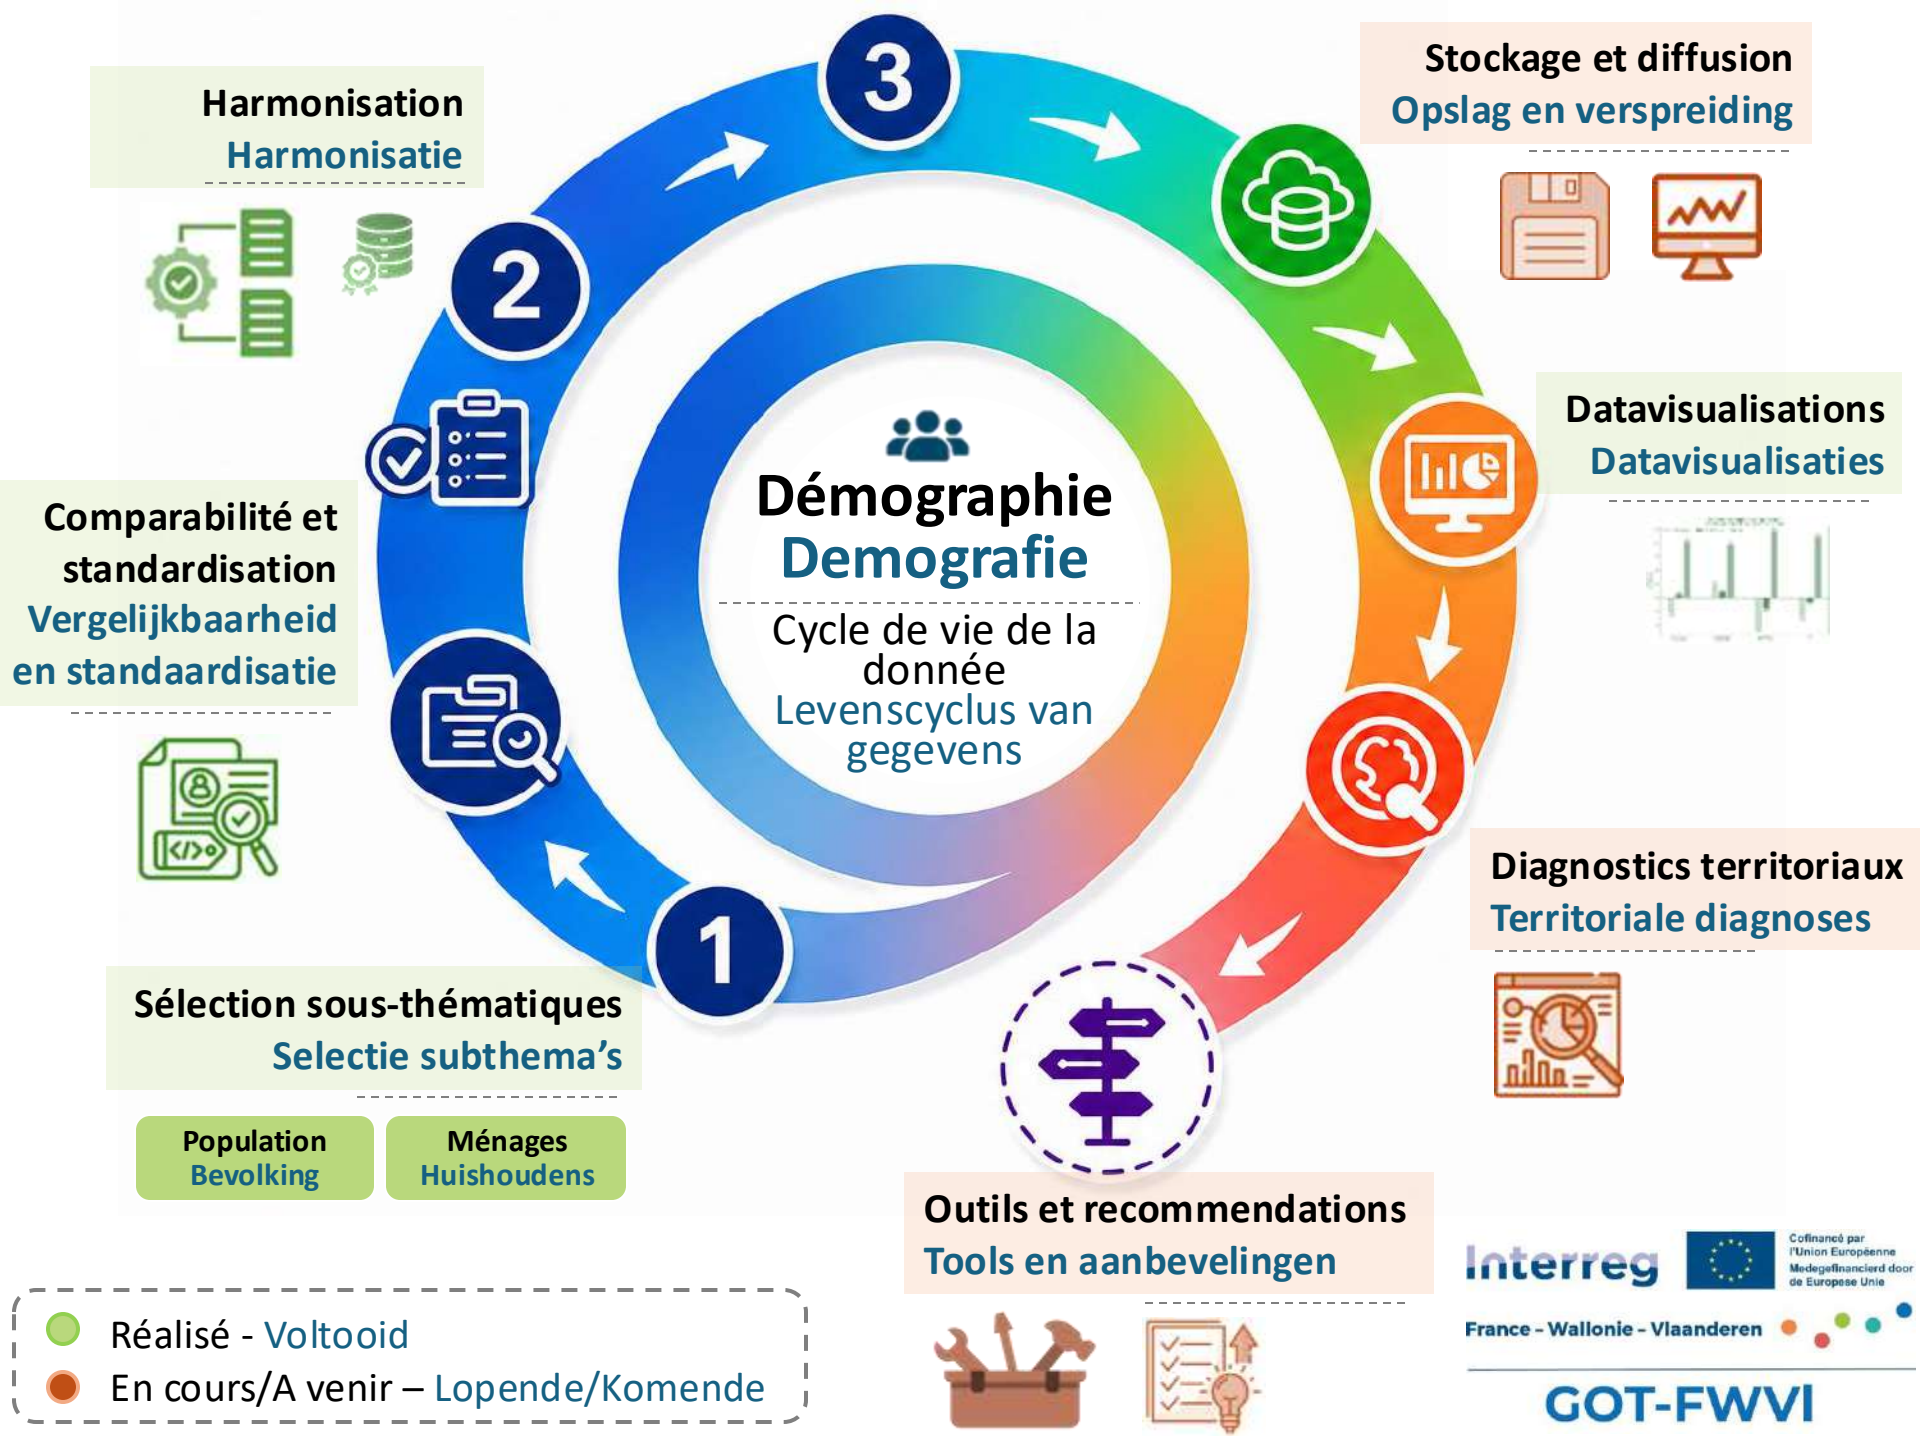 3
Stockage et diffusion
Opslag en verspreiding
Harmonisation
Harmonisatie
2
Datavisualisations
Datavisualisaties
Démographie
Demografie
Cycle de vie de la
donnée
Levenscyclus van
gegevens
Comparabilité et
standardisation
Vergelijkbaarheid
en standaardisatie
</>
Diagnostics territoriaux
Territoriale diagnoses
1
Sélection sous-thématiques
Selectie subthema’s
Population
Bevolking
Ménages
Huishoudens
Outils et recommendations
Tools en aanbevelingen
Réalisé - Voltooid
En cours/A venir – Lopende/Komende
Interreg
Cofinancé par
l'Union Européenne
Medegefinancierd door
de Europese Unie
France – Wallonie – Vlaanderen
GOT-FWVl